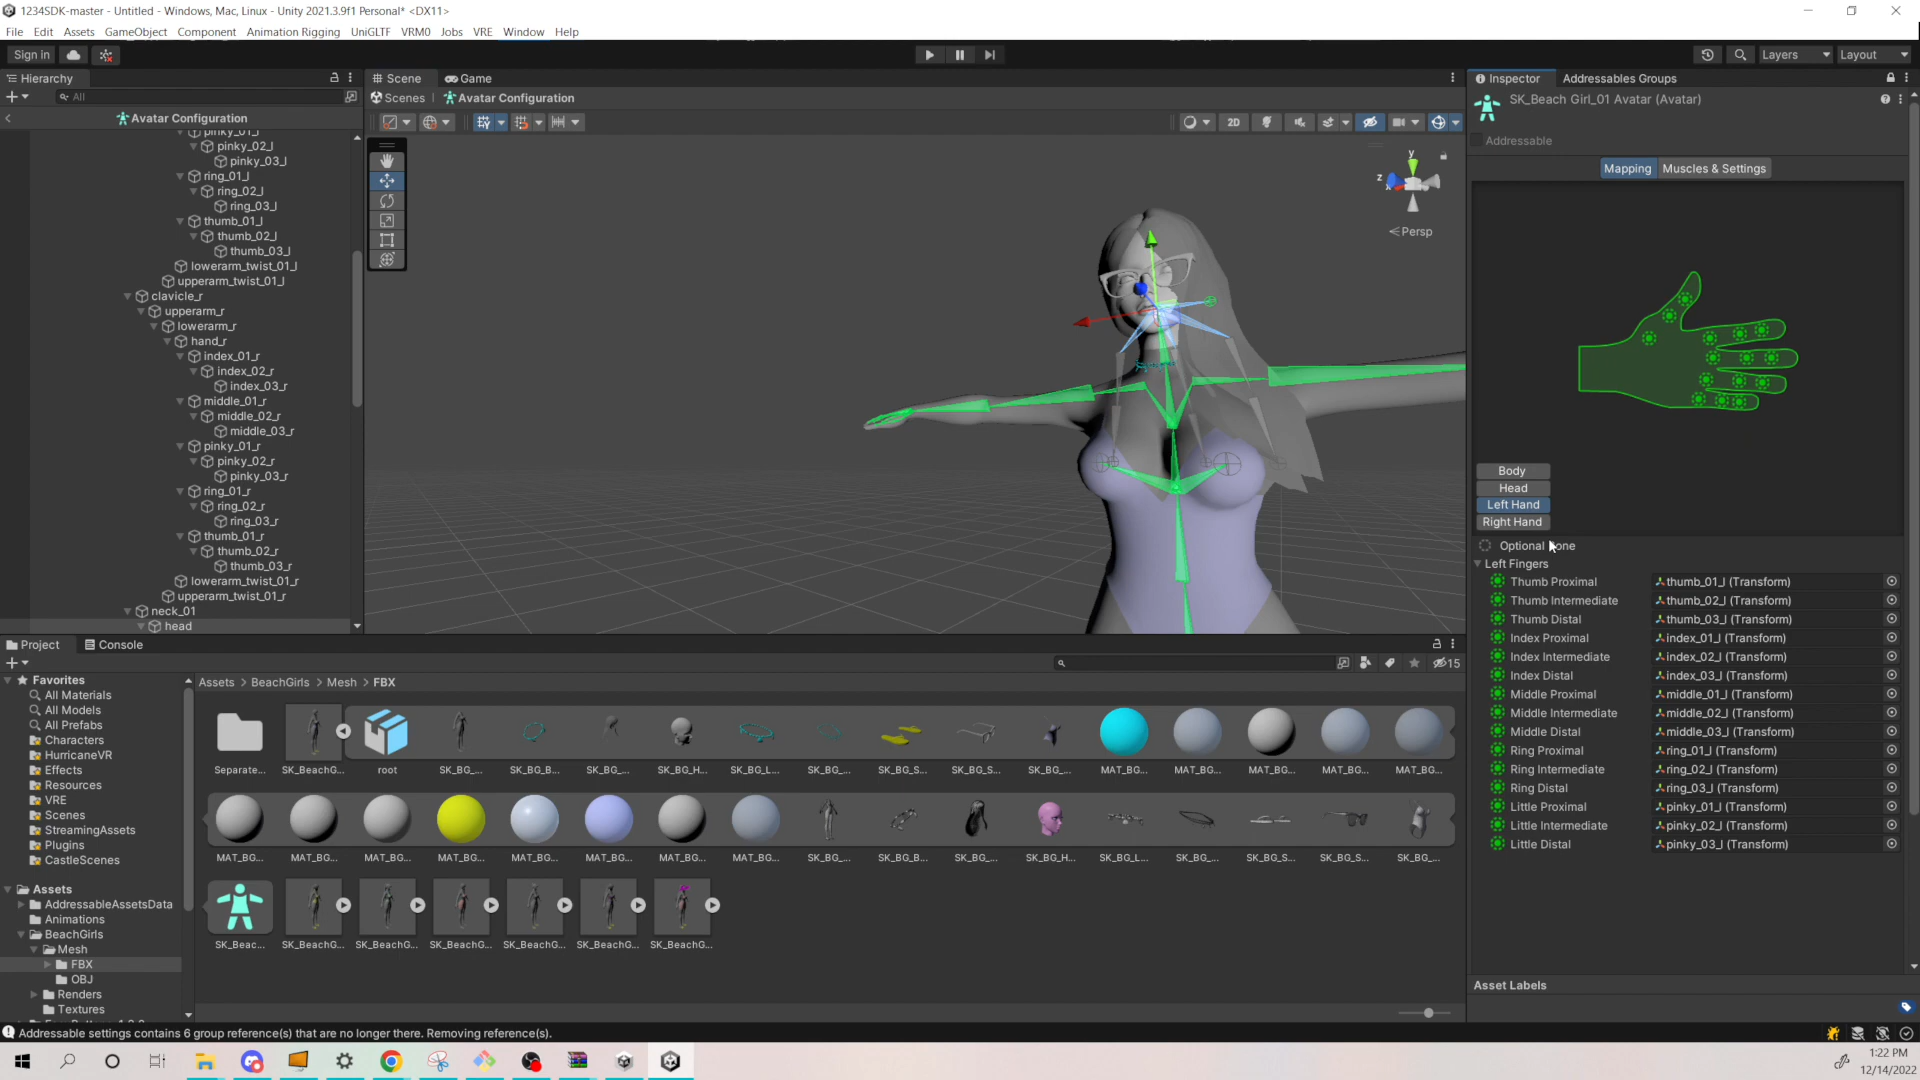 1234SDK-master - Untitled - Windows, Mac, Linux - Unity 2021.3.9f1 Personal* <DX11>
File Edit Assets GameObject Component Animation Rigging UniGLTF VRM0 Jobs VRE Window Help
Sign in
Layers
Layout
Hierarchy
All
Avatar Configuration
pinky_01_l
pinky_02_l
pinky_03_l
ring_01_l
ring_02_l
ring_03_l
thumb_01_l
thumb_02_l
thumb_03_l
lowerarm_twist_01_l
upperarm_twist_01_l
clavicle_r
upperarm_r
lowerarm_r
hand_r
index_01_r
index_02_r
index_03_r
middle_01_r
middle_02_r
middle_03_r
pinky_01_r
pinky_02_r
pinky_03_r
ring_01_r
ring_02_r
ring_03_r
thumb_01_r
thumb_02_r
thumb_03_r
lowerarm_twist_01_r
upperarm_twist_01_r
neck_01
head
Scene Game
Scenes Avatar Configuration
2D
y
z
x
Persp
Inspector Addressables Groups
SK_Beach Girl_01 Avatar (Avatar)
Addressable
Mapping Muscles & Settings
Body
Head
Left Hand
Right Hand
Optional Bone
Left Fingers
Thumb Proximal thumb_01_l (Transform)
Thumb Intermediate thumb_02_l (Transform)
Thumb Distal thumb_03_l (Transform)
Index Proximal index_01_l (Transform)
Index Intermediate index_02_l (Transform)
Index Distal index_03_l (Transform)
Middle Proximal middle_01_l (Transform)
Middle Intermediate middle_02_l (Transform)
Middle Distal middle_03_l (Transform)
Ring Proximal ring_01_l (Transform)
Ring Intermediate ring_02_l (Transform)
Ring Distal ring_03_l (Transform)
Little Proximal pinky_01_l (Transform)
Little Intermediate pinky_02_l (Transform)
Little Distal pinky_03_l (Transform)
Asset Labels
Project Console
15
Favorites
All Materials
All Models
All Prefabs
Characters
HurricaneVR
Effects
Resources
VRE
Scenes
StreamingAssets
Plugins
CastleScenes
Assets
AddressableAssetsData
Animations
BeachGirls
Mesh
FBX
OBJ
Renders
Textures
Assets > BeachGirls > Mesh > FBX
Separate... SK_BeachG... root SK_BG_... SK_BG_B... SK_BG_... SK_BG_H... SK_BG_L... SK_BG_... SK_BG_S... SK_BG_S... SK_BG_... MAT_BG... MAT_BG... MAT_BG... MAT_BG... MAT_BG...
MAT_BG... MAT_BG... MAT_BG... MAT_BG... MAT_BG... MAT_BG... MAT_BG... MAT_BG... SK_BG_... SK_BG_B... SK_BG_... SK_BG_H... SK_BG_L... SK_BG_... SK_BG_S... SK_BG_S... SK_BG_...
SK_Beac... SK_BeachG... SK_BeachG... SK_BeachG... SK_BeachG... SK_BeachG... SK_BeachG...
Addressable settings contains 6 group reference(s) that are no longer there. Removing reference(s).
1:22 PM
12/14/2022